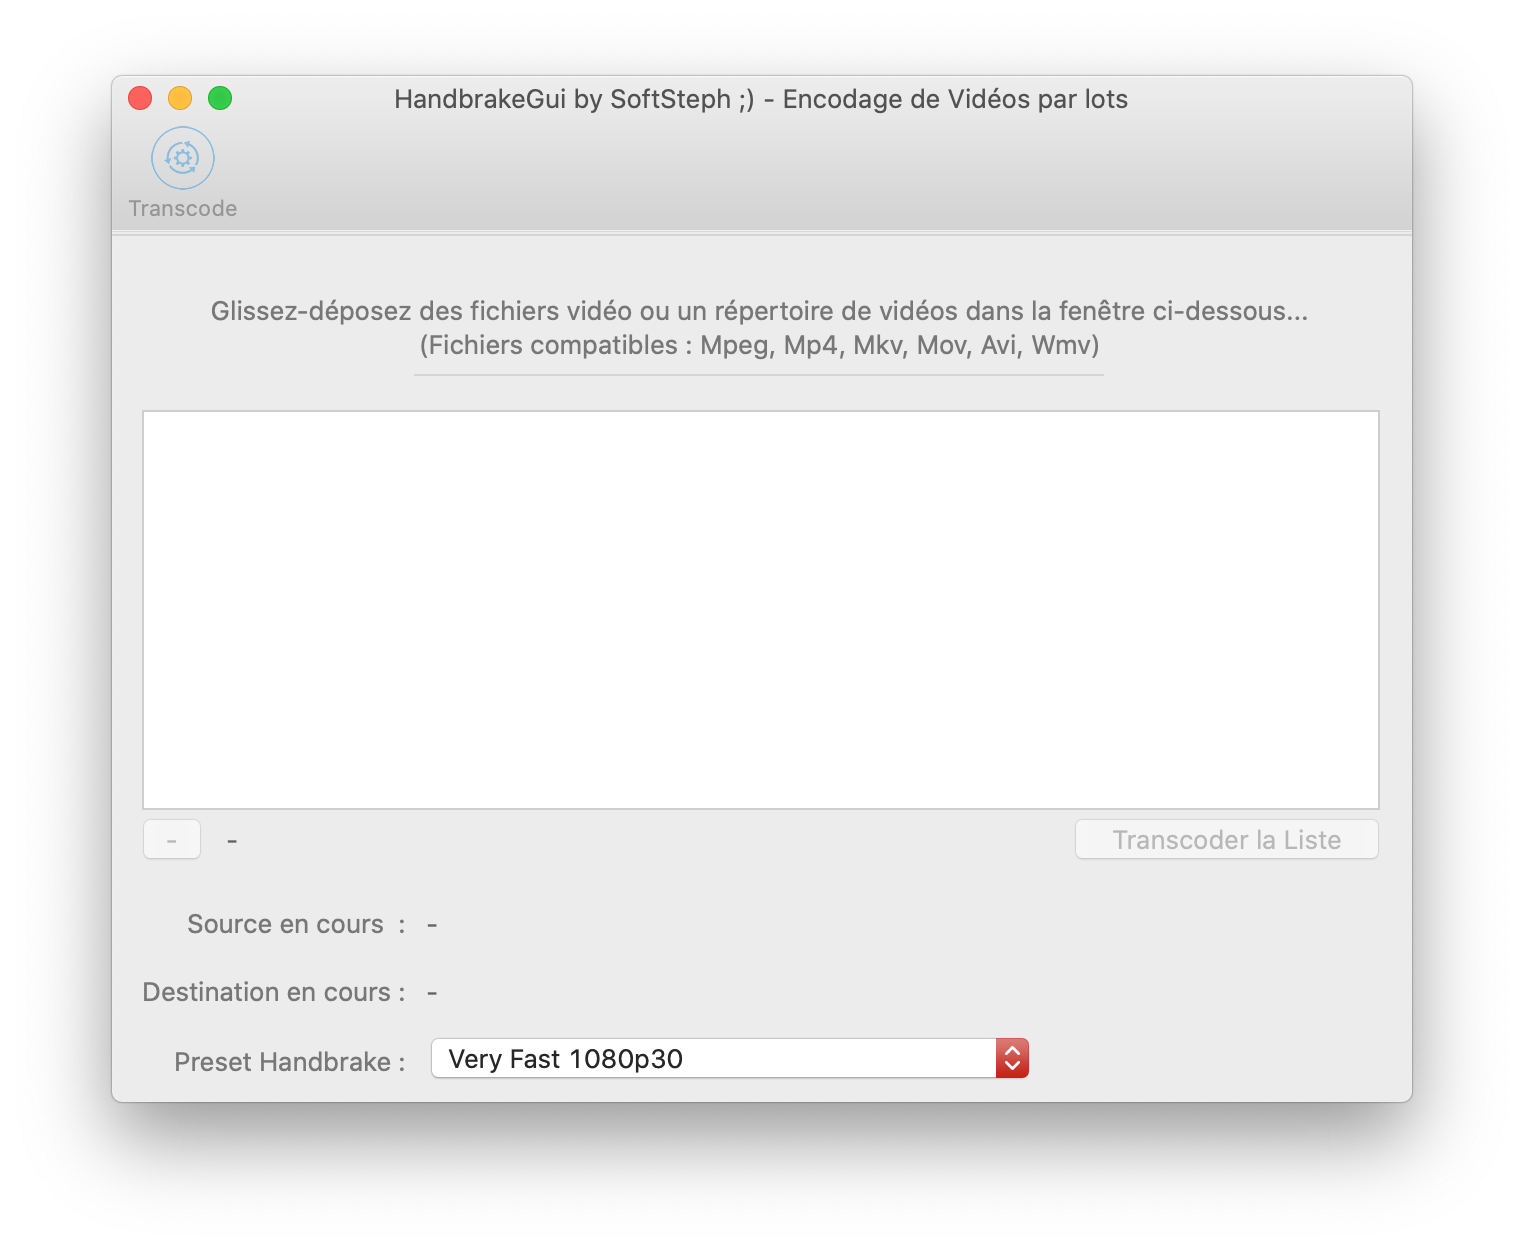 HandbrakeGui by SoftSteph ;) - Encodage de Vidéos par lots
Transcode
Glissez-déposez des fichiers vidéo ou un répertoire de vidéos dans la fenêtre ci-dessous...
(Fichiers compatibles : Mpeg, Mp4, Mkv, Mov, Avi, Wmv)
- - Transcoder la Liste
Source en cours : -
Destination en cours : -
Preset Handbrake : Very Fast 1080p30